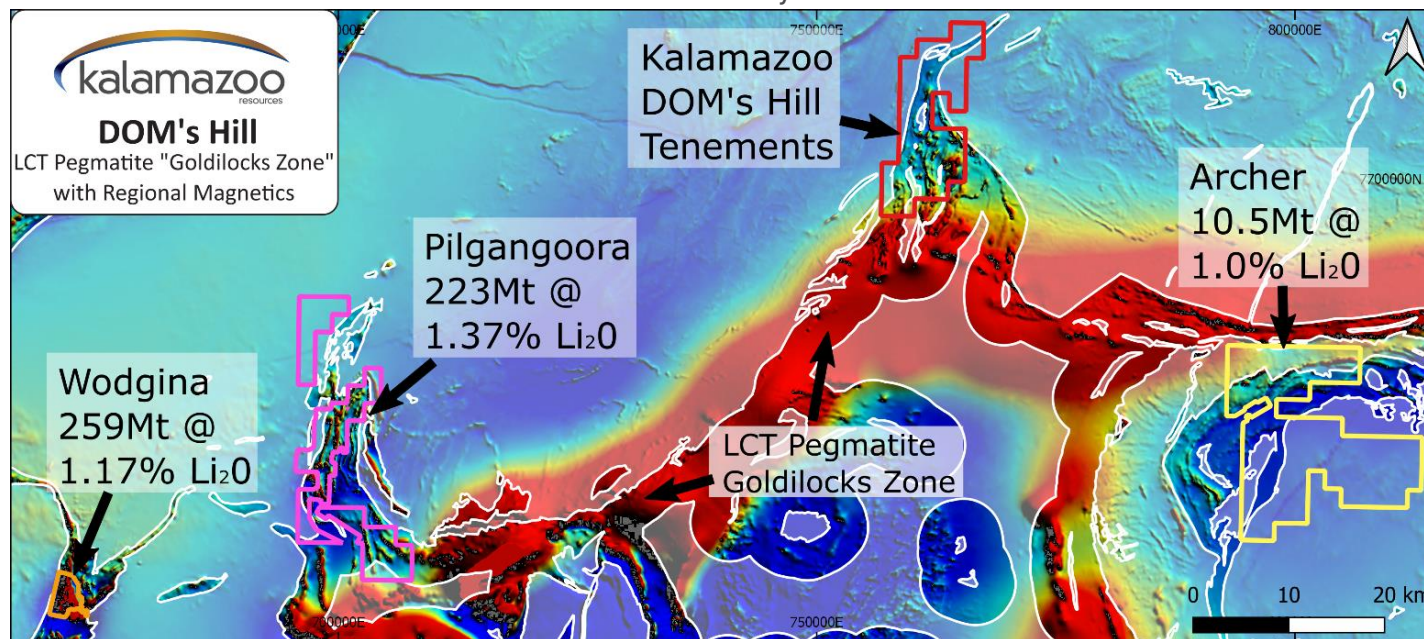 kalamazoo
resources
DOM's Hill
LCT Pegmatite "Goldilocks Zone"
with Regional Magnetics
750000E
800000E
Kalamazoo
DOM's Hill
Tenements
7700000N
Archer
10.5Mt @
1.0% Li₂0
Pilgangoora
223Mt @
1.37% Li₂0
Wodgina
259Mt @
1.17% Li₂0
LCT Pegmatite
Goldilocks Zone
0 10 20 km
750000E